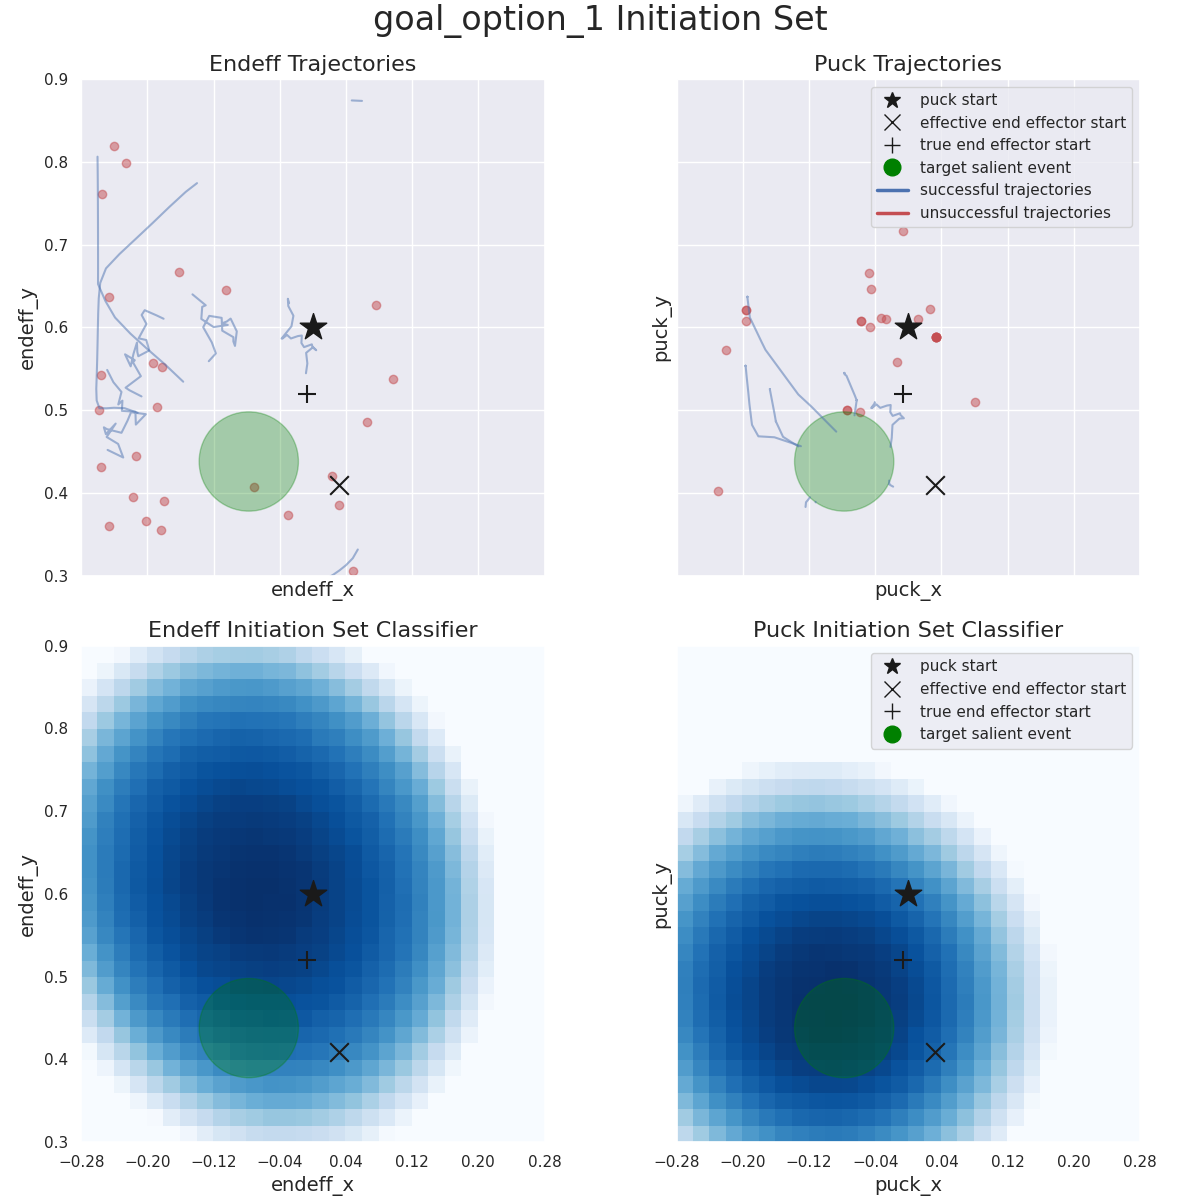 goal_option_1 Initiation Set
Endeff Trajectories
0.9
0.8
0.7
0.6
0.5
0.4
0.3
endeff_y
endeff_x
Puck Trajectories
puck start
effective end effector start
true end effector start
target salient event
successful trajectories
unsuccessful trajectories
puck_y
puck_x
Endeff Initiation Set Classifier
0.9
0.8
0.7
0.6
0.5
0.4
0.3
endeff_y
−0.28 −0.20 −0.12 −0.04 0.04 0.12 0.20 0.28
endeff_x
Puck Initiation Set Classifier
puck start
effective end effector start
true end effector start
target salient event
puck_y
−0.28 −0.20 −0.12 −0.04 0.04 0.12 0.20 0.28
puck_x